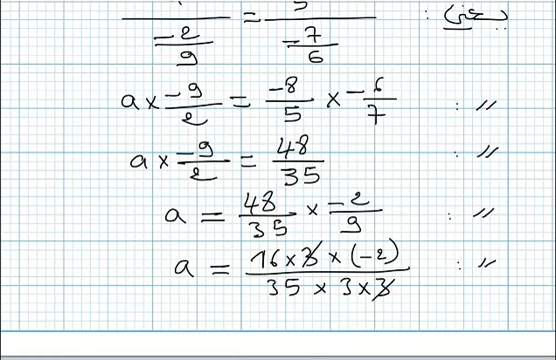 يعني : —/(-2/9) = 5/(-7/6)
〃 : a × -9/2 = -8/5 × -6/7
〃 : a × -9/2 = 48/35
〃 : a = 48/35 × -2/9
〃 : a = 16 × 3 × (-2)/35 × 3 × 3